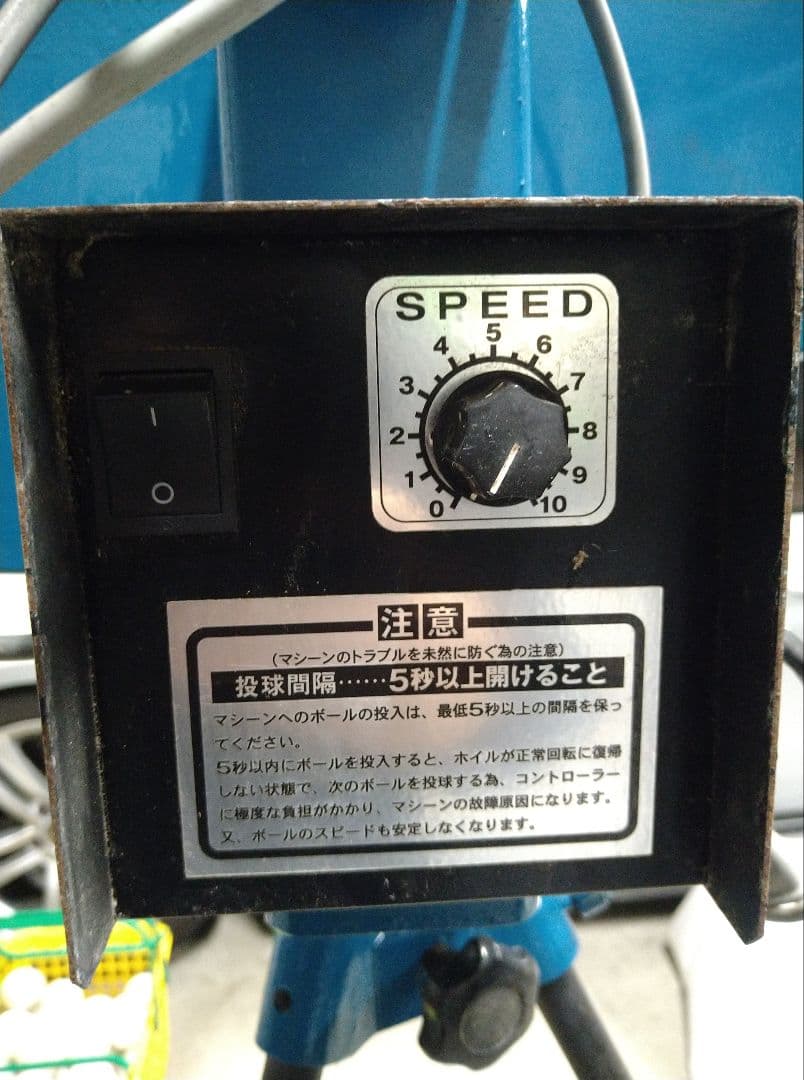 SPEED
0 1 2 3 4 5 6 7 8 9 10
注意
(マシーンのトラブルを未然に防ぐ為の注意)
投球間隔……5秒以上開けること
マシーンへのボールの投入は、最低5秒以上の間隔を保っ
てください。
5秒以内にボールを投入すると、ホイルが正常回転に復帰
しない状態で、次のボールを投球する為、コントローラー
に極度な負担がかかり、マシーンの故障原因になります。
又、ボールのスピードも安定しなくなります。